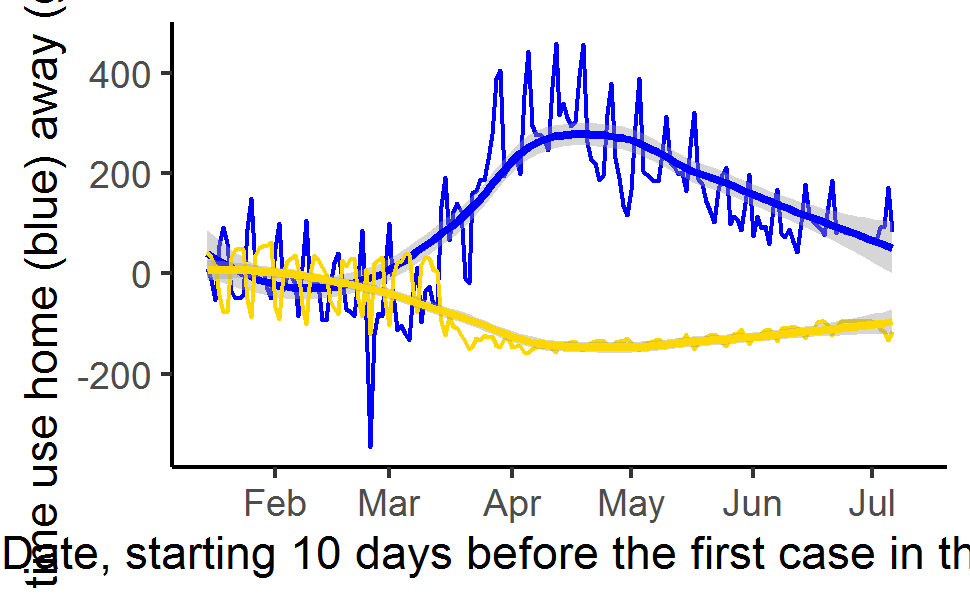 time use home (blue) away (
400
200
0
-200
Feb Mar Apr May Jun Jul
Date, starting 10 days before the first case in th